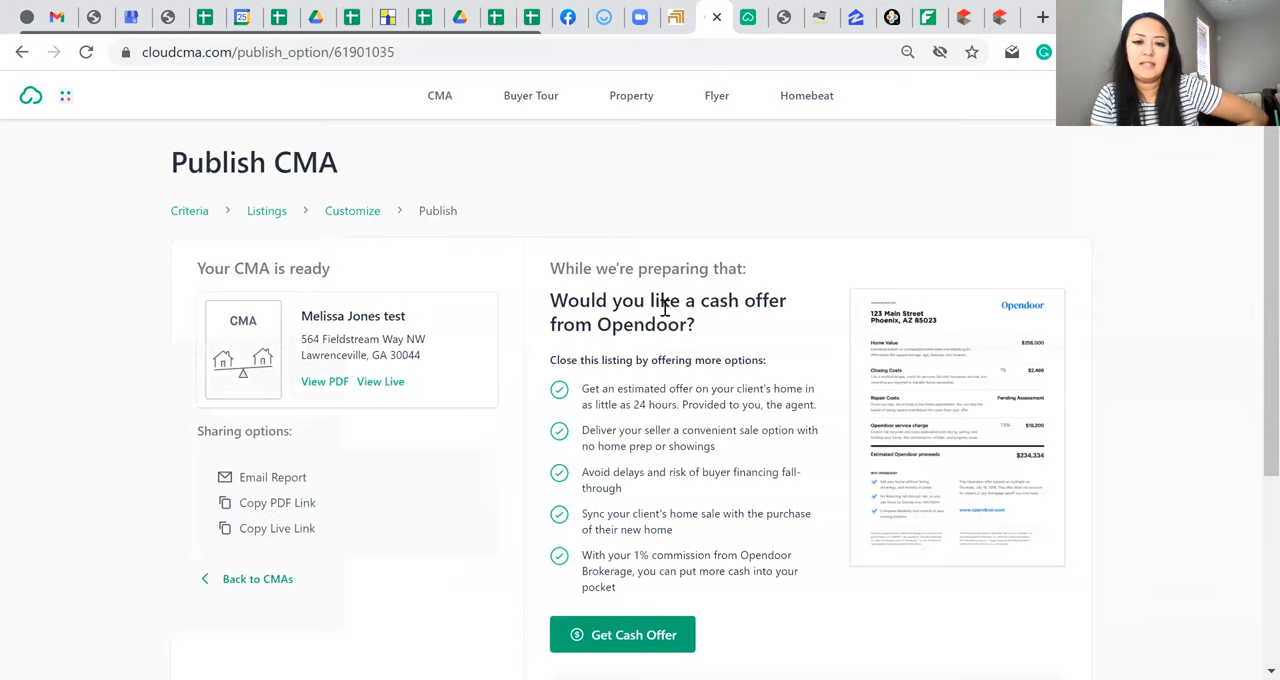 cloudcma.com/publish_option/61901035
CMA
Buyer Tour
Property
Flyer
Homebeat
Publish CMA
Criteria
Listings
Customize
Publish
Your CMA is ready
CMA
Melissa Jones test
564 Fieldstream Way NW
Lawrenceville, GA 30044
View PDF View Live
Sharing options:
Email Report
Copy PDF Link
Copy Live Link
Back to CMAs
While we're preparing that:
Would you like a cash offer
from Opendoor?
Close this listing by offering more options:
Get an estimated offer on your client's home in
as little as 24 hours. Provided to you, the agent.
Deliver your seller a convenient sale option with
no home prep or showings
Avoid delays and risk of buyer financing fall-
through
Sync your client's home sale with the purchase
of their new home
With your 1% commission from Opendoor
Brokerage, you can put more cash into your
pocket
Get Cash Offer
Opendoor
123 Main Street
Phoenix, AZ 85023
Home Value
Closing Costs
Repair Costs
Pending Assessment
Opendoor service charge
Estimated Opendoor proceeds
$234,334
www.opendoor.com